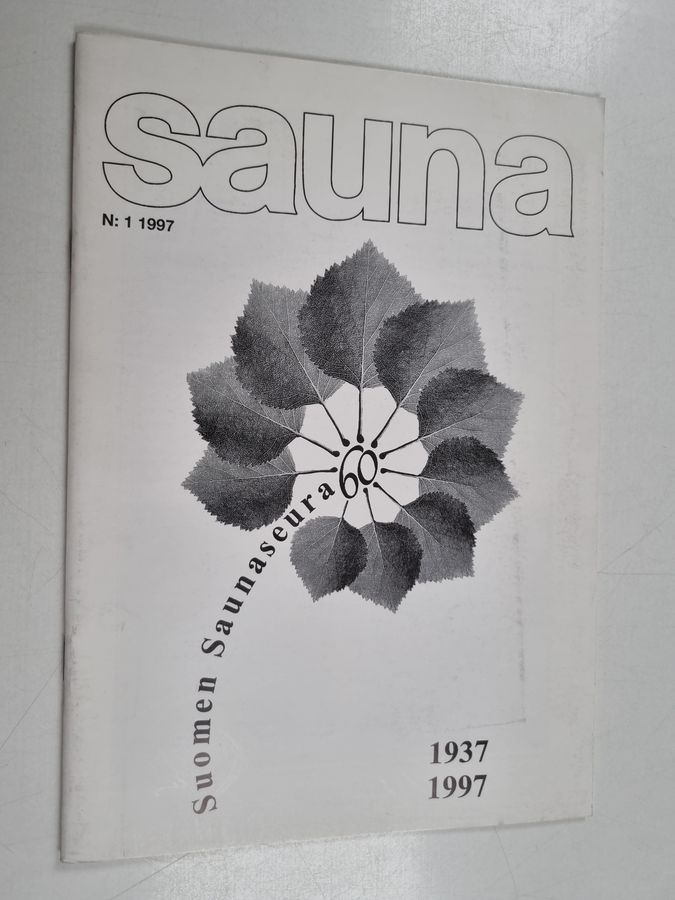 sauna
N: 1 1997
Suomen Saunaseura 60
1937
1997